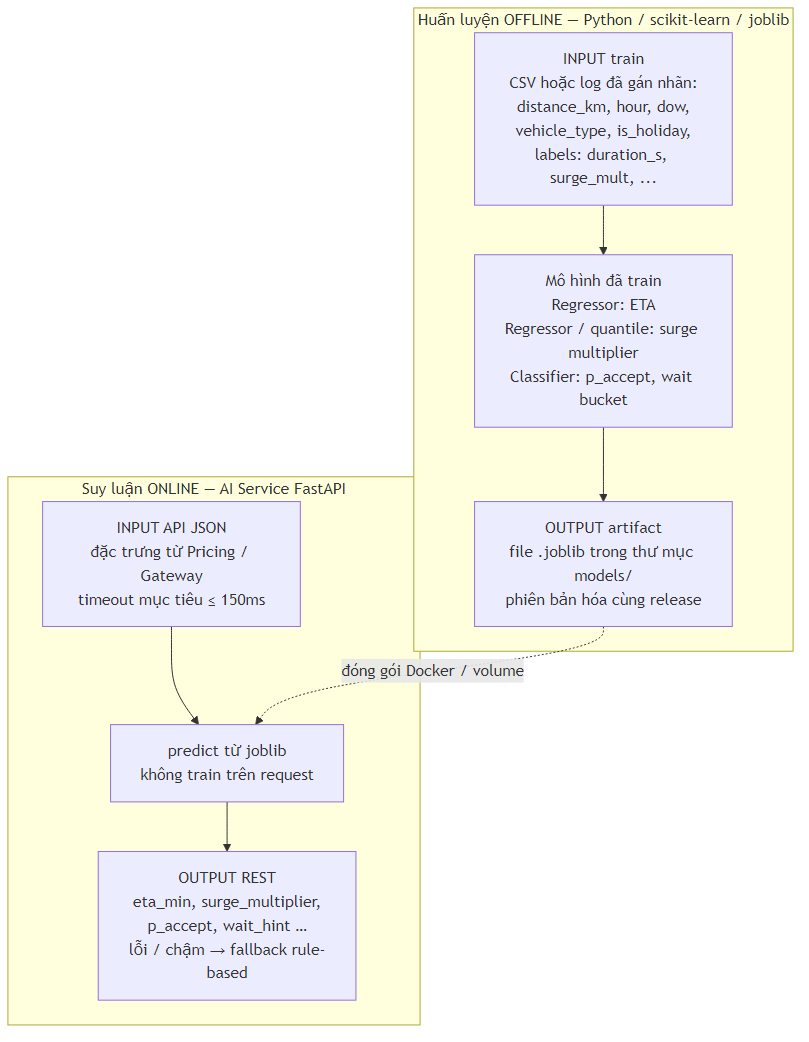 Huấn luyện OFFLINE — Python / scikit-learn / joblib
INPUT train
CSV hoặc log đã gán nhãn:
distance_km, hour, dow,
vehicle_type, is_holiday,
labels: duration_s,
surge_mult, ...
Mô hình đã train
Regressor: ETA
Regressor / quantile: surge
multiplier
Classifier: p_accept, wait
bucket
OUTPUT artifact
file .joblib trong thư mục
models/
phiên bản hóa cùng release
Suy luận ONLINE — AI Service FastAPI
INPUT API JSON
đặc trưng từ Pricing /
Gateway
timeout mục tiêu ≤ 150ms
đóng gói Docker / volume
predict từ joblib
không train trên request
OUTPUT REST
eta_min, surge_multiplier,
p_accept, wait_hint …
lỗi / chậm → fallback rule-
based